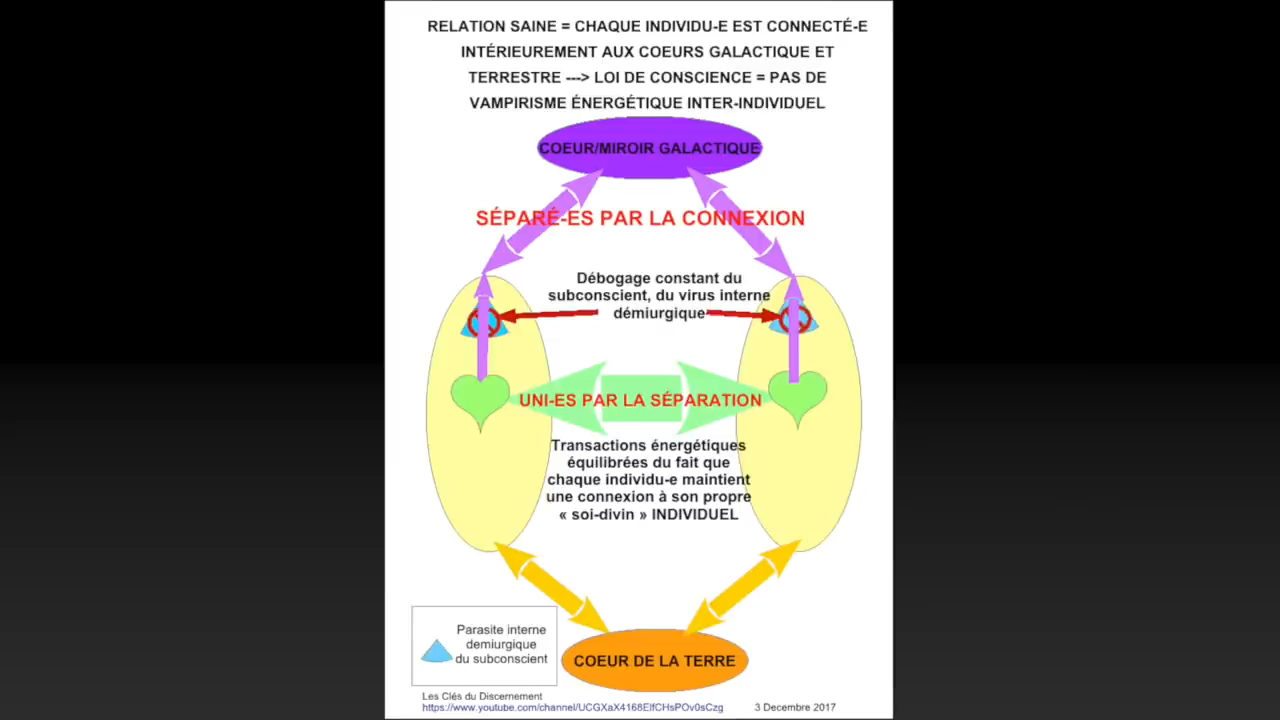 RELATION SAINE = CHAQUE INDIVIDU-E EST CONNECTÉ-E
INTÉRIEUREMENT AUX COEURS GALACTIQUE ET
TERRESTRE ---> LOI DE CONSCIENCE = PAS DE
VAMPIRISME ÉNERGÉTIQUE INTER-INDIVIDUEL
COEUR/MIROIR GALACTIQUE
SÉPARÉ-ES PAR LA CONNEXION
Débogage constant du
subconscient, du virus interne
démiurgique
UNI-ES PAR LA SÉPARATION
Transactions énergétiques
équilibrées du fait que
chaque individu-e maintient
une connexion à son propre
« soi-divin » INDIVIDUEL
Parasite interne
demiurgique
du subconscient
COEUR DE LA TERRE
Les Clés du Discernement
https://www.youtube.com/channel/UCGXaX4168ElfCHsPOv0sCzg
3 Decembre 2017